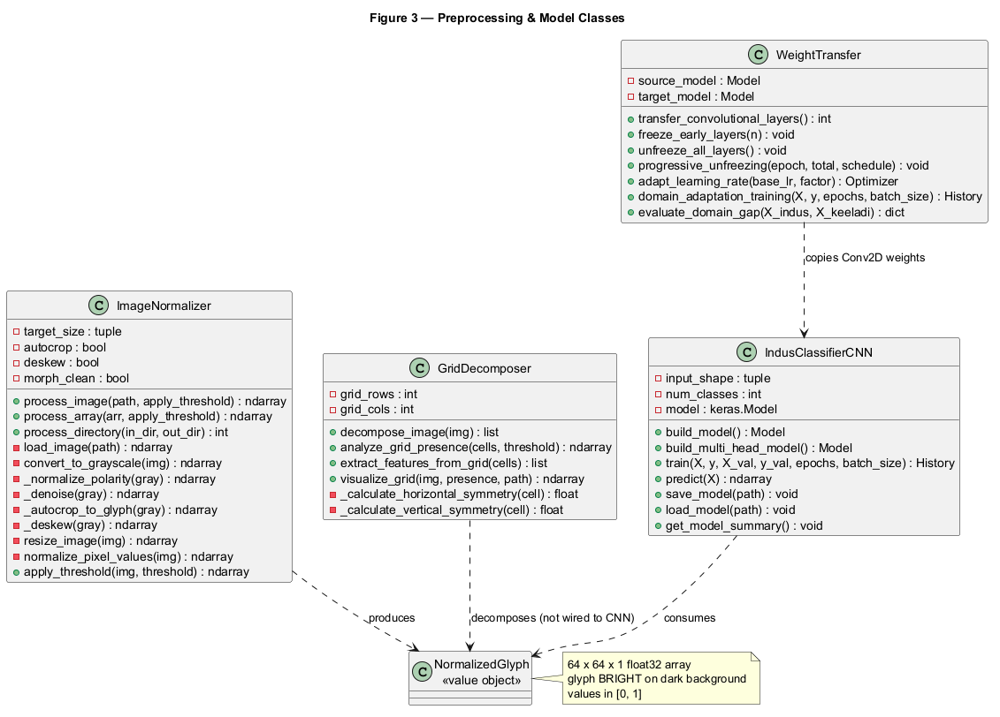 Figure 3 — Preprocessing & Model Classes
WeightTransfer
source_model : Model
target_model : Model
transfer_convolutional_layers() : int
freeze_early_layers(n) : void
unfreeze_all_layers() : void
progressive_unfreezing(epoch, total, schedule) : void
adapt_learning_rate(base_lr, factor) : Optimizer
domain_adaptation_training(X, y, epochs, batch_size) : History
evaluate_domain_gap(X_indus, X_keeladi) : dict
copies Conv2D weights
ImageNormalizer
target_size : tuple
autocrop : bool
deskew : bool
morph_clean : bool
process_image(path, apply_threshold) : ndarray
process_array(arr, apply_threshold) : ndarray
process_directory(in_dir, out_dir) : int
load_image(path) : ndarray
convert_to_grayscale(img) : ndarray
_normalize_polarity(gray) : ndarray
_denoise(gray) : ndarray
_autocrop_to_glyph(gray) : ndarray
_deskew(gray) : ndarray
resize_image(img) : ndarray
normalize_pixel_values(img) : ndarray
apply_threshold(img, threshold) : ndarray
GridDecomposer
grid_rows : int
grid_cols : int
decompose_image(img) : list
analyze_grid_presence(cells, threshold) : ndarray
extract_features_from_grid(cells) : list
visualize_grid(img, presence, path) : ndarray
_calculate_horizontal_symmetry(cell) : float
_calculate_vertical_symmetry(cell) : float
IndusClassifierCNN
input_shape : tuple
num_classes : int
model : keras.Model
build_model() : Model
build_multi_head_model() : Model
train(X, y, X_val, y_val, epochs, batch_size) : History
predict(X) : ndarray
save_model(path) : void
load_model(path) : void
get_model_summary() : void
produces
decomposes (not wired to CNN)
consumes
NormalizedGlyph
«value object»
64 x 64 x 1 float32 array
glyph BRIGHT on dark background
values in [0, 1]